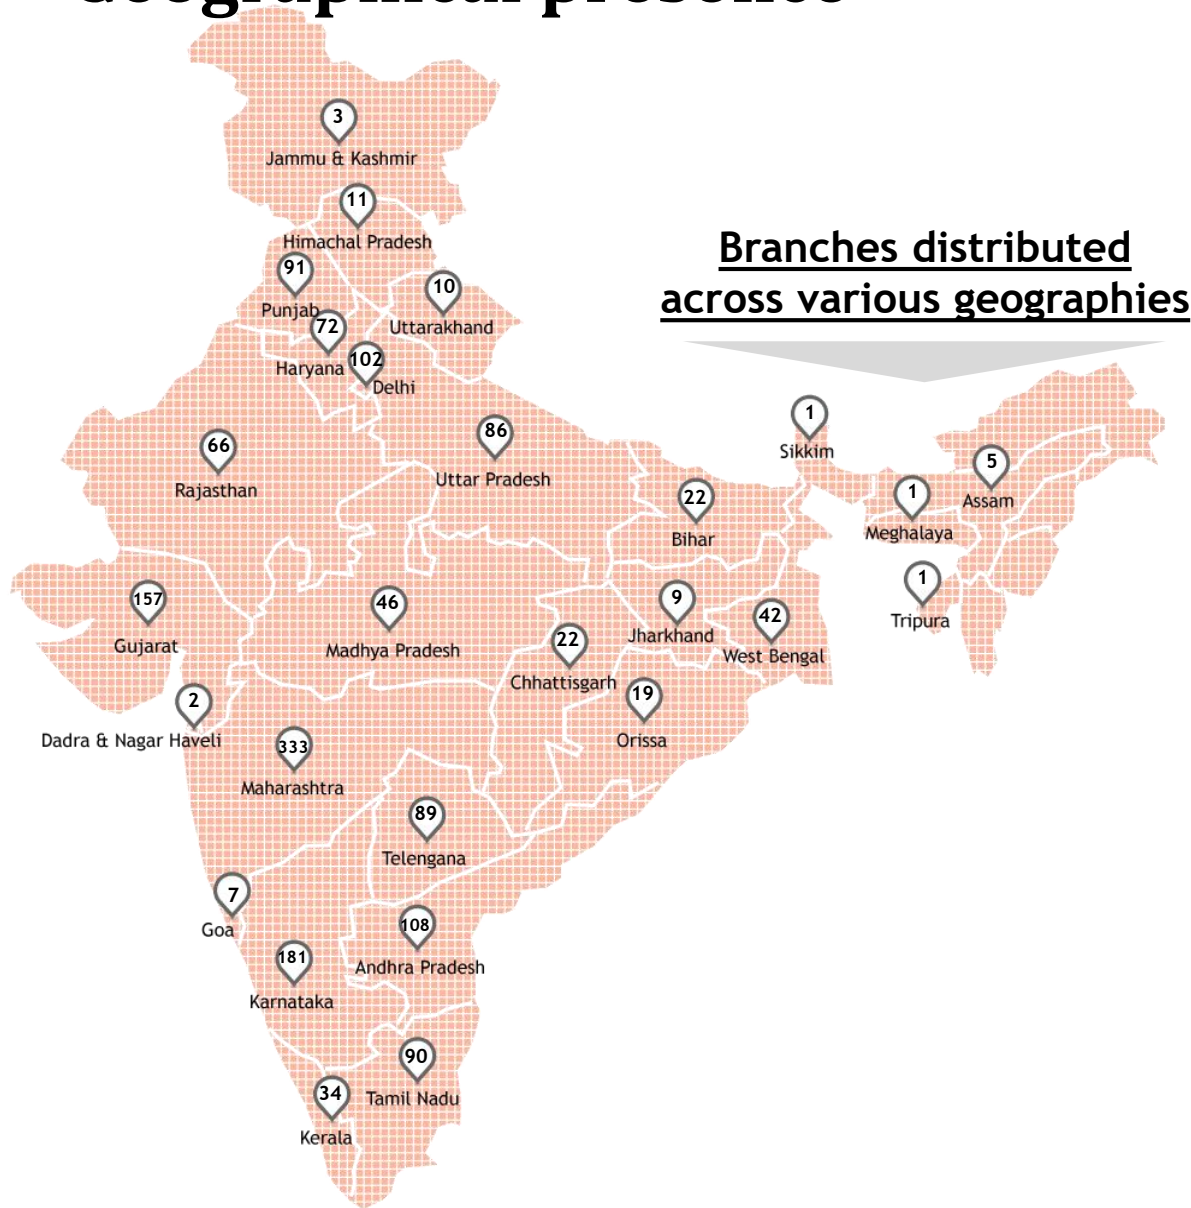 Geographical presence
3
Jammu & Kashmir
11
Himachal Pradesh
91
Punjab
10
Uttarakhand
72
Haryana
102
Delhi
Branches distributed
across various geographies
66
Rajasthan
86
Uttar Pradesh
1
Sikkim
5
Assam
1
Meghalaya
22
Bihar
1
Tripura
157
Gujarat
46
Madhya Pradesh
9
Jharkhand
42
West Bengal
22
Chhattisgarh
19
Orissa
2
Dadra & Nagar Haveli
333
Maharashtra
89
Telengana
7
Goa
108
Andhra Pradesh
181
Karnataka
90
Tamil Nadu
34
Kerala